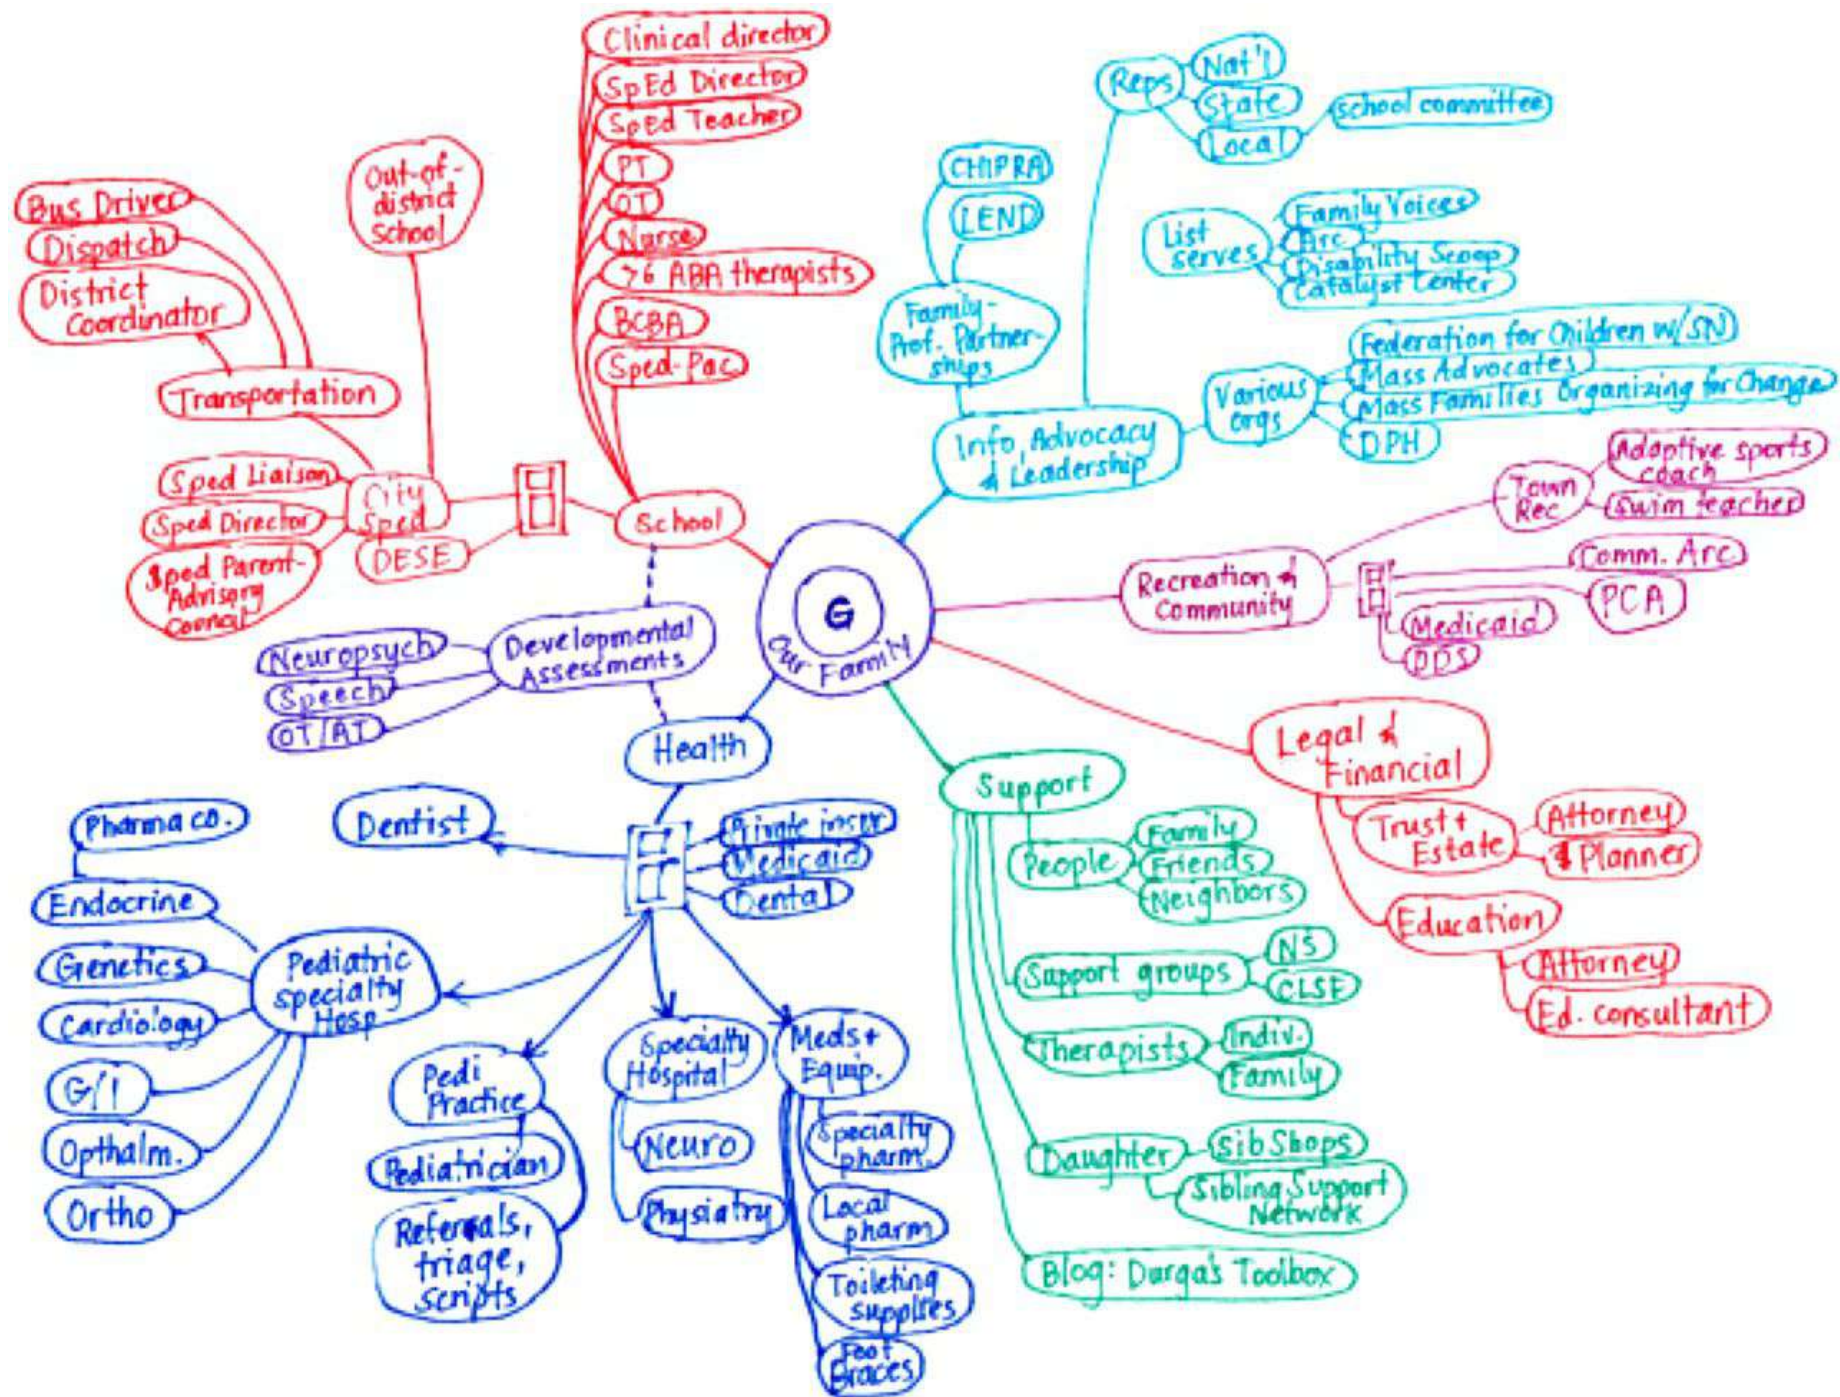 Clinical director
SpEd Director
SpEd Teacher
PT
OT
Nurse
>6 ABA therapists
BCBA
Sped-Pac
Out-of-
district
school
Bus Driver
Dispatch
District
Coordinator
Transportation
Sped Liaison
Sped Director
Sped Parent-
Advisory
Council
City
Sped
DESE
School
Reps
Nat'l
State
Local
school committee
CHIPRA
LEND
Family-
Prof. Partner-
ships
List
serves
Family Voices
Arc
Disability Scoop
Catalyst Center
Various
orgs
Federation for Children w/SN
Mass Advocates
Mass Families Organizing for Change
DPH
Info, Advocacy
& Leadership
Town
Rec
Adaptive sports
coach
Swim teacher
Recreation &
Community
Comm. Arc
PCA
Medicaid
DDS
G
Our Family
Developmental
Assessments
Neuropsych
Speech
OT/AT
Health
Dentist
Private insur
Medicaid
Dental
Pharma co.
Endocrine
Genetics
Cardiology
G/I
Opthalm.
Ortho
Pediatric
specialty
Hosp
Pedi
Practice
Pediatrician
Referrals,
triage,
scripts
Specialty
Hospital
Neuro
Physiatry
Meds+
Equip.
Specialty
pharm.
Local
pharm
Toileting
supplies
Foot
Braces
Support
People
Family
Friends
Neighbors
Support groups
NS
CLSF
Therapists
Indiv.
Family
Daughter
SibShops
Sibling Support
Network
Blog: Durga's Toolbox
Legal &
Financial
Trust +
Estate
Attorney
$ Planner
Education
Attorney
Ed. consultant